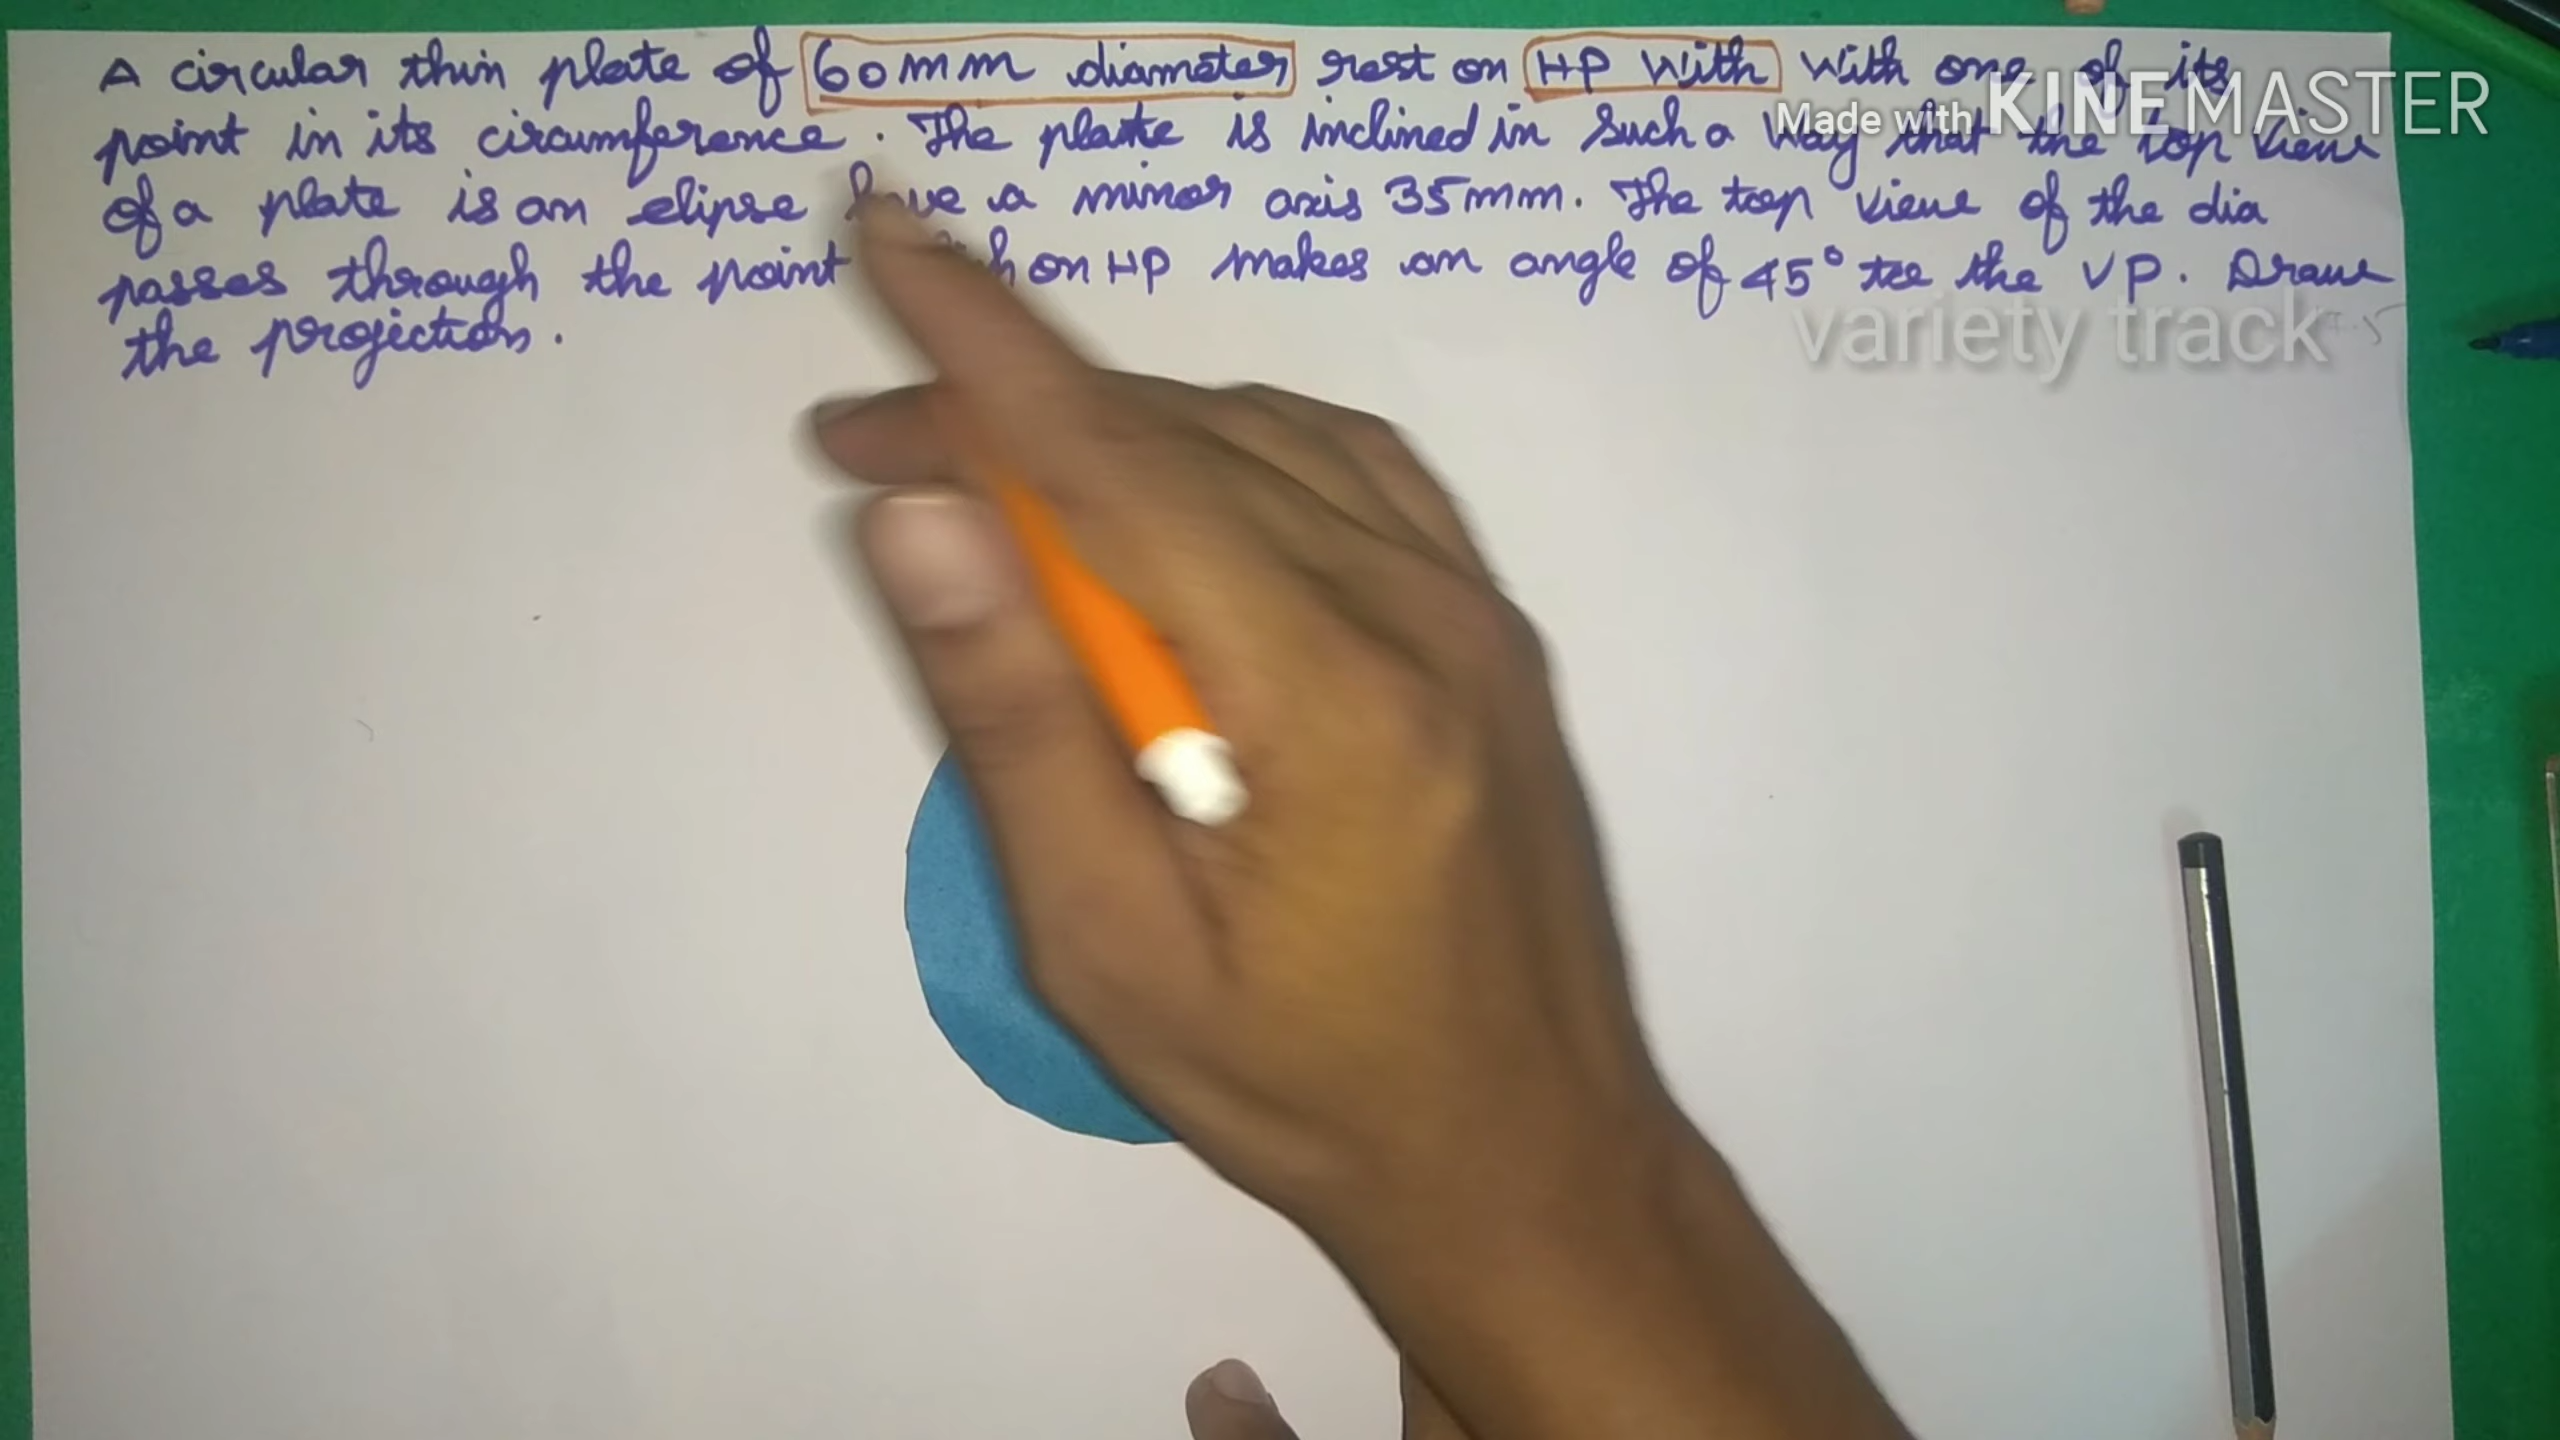 A circular thin plate of 60mm diameter rest on HP With With one of its
point in its circumference. The plate is inclined in such a way that the top view
of a plate is an elipse have a minor axis 35mm. The top view of the dia
passes through the point on HP makes an angle of 45° to the VP. Draw
the projection.
Made with KINEMASTER
variety track